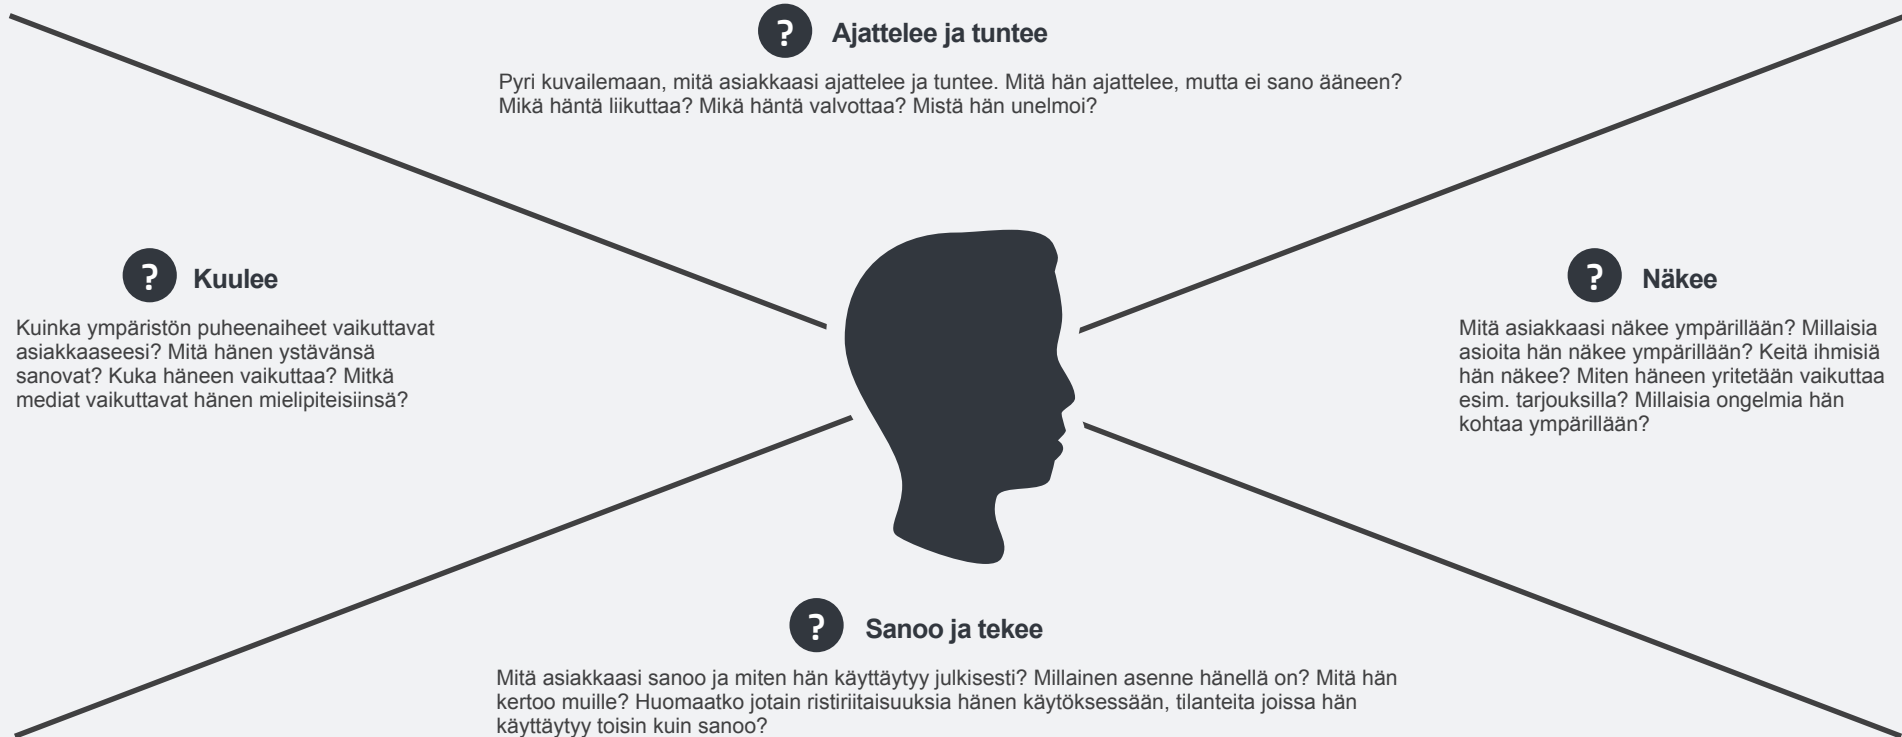 ? Ajattelee ja tuntee
Pyri kuvailemaan, mitä asiakkaasi ajattelee ja tuntee. Mitä hän ajattelee, mutta ei sano ääneen?
Mikä häntä liikuttaa? Mikä häntä valvottaa? Mistä hän unelmoi?
? Kuulee
Kuinka ympäristön puheenaiheet vaikuttavat
asiakkaaseesi? Mitä hänen ystävänsä
sanovat? Kuka häneen vaikuttaa? Mitkä
mediat vaikuttavat hänen mielipiteisiinsä?
? Näkee
Mitä asiakkaasi näkee ympärillään? Millaisia
asioita hän näkee ympärillään? Keitä ihmisiä
hän näkee? Miten häneen yritetään vaikuttaa
esim. tarjouksilla? Millaisia ongelmia hän
kohtaa ympärillään?
? Sanoo ja tekee
Mitä asiakkaasi sanoo ja miten hän käyttäytyy julkisesti? Millainen asenne hänellä on? Mitä hän
kertoo muille? Huomaatko jotain ristiriitaisuuksia hänen käytöksessään, tilanteita joissa hän
käyttäytyy toisin kuin sanoo?